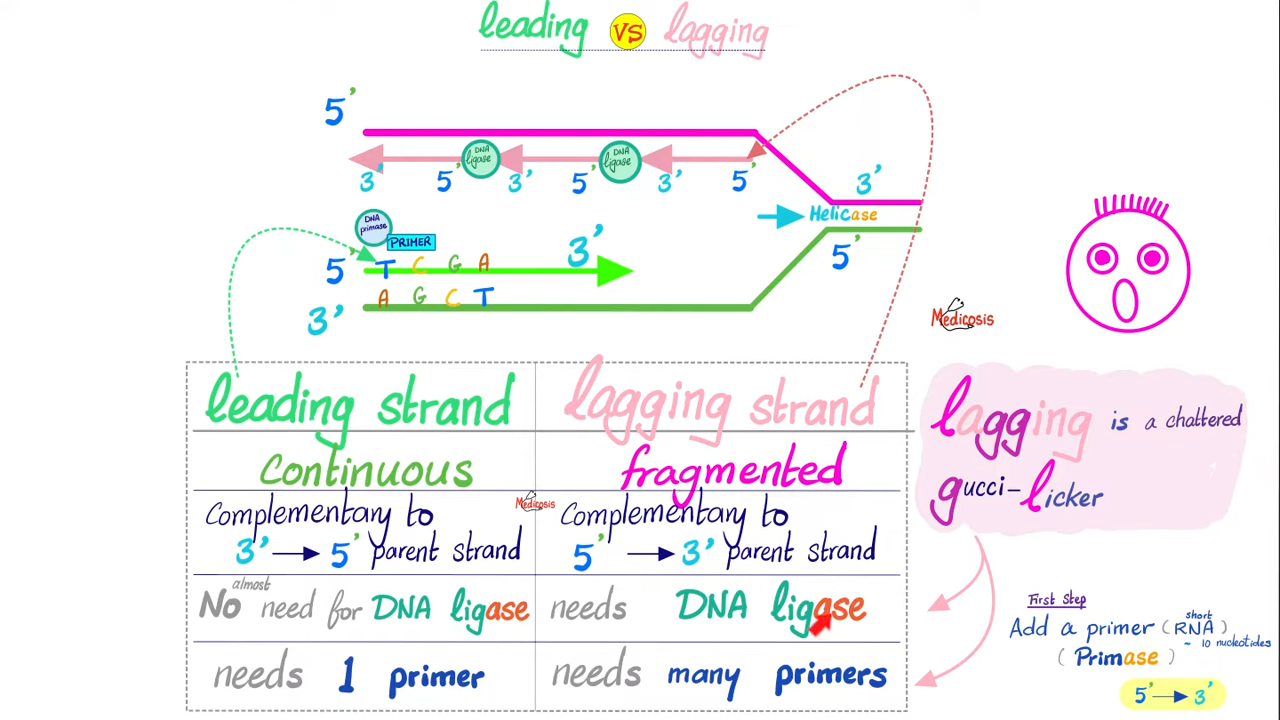 leading VS lagging
5'
DNA ligase
DNA ligase
3' 5' 3' 5' 3' 5'
3'
Helicase
5'
DNA primase
PRIMER
3'
5' T C G A
A G C T
3'
Medicosis
leading strand
lagging strand
continuous
fragmented
Complementary to
3' → 5' parent strand
Medicosis
Complementary to
5' → 3' parent strand
almost
No need for DNA ligase
needs DNA ligase
needs 1 primer
needs many primers
lagging is a chattered
gucci-licker
First Step
short
Add a primer (RNA)
~ 10 nucleotides
(Primase)
5' → 3'